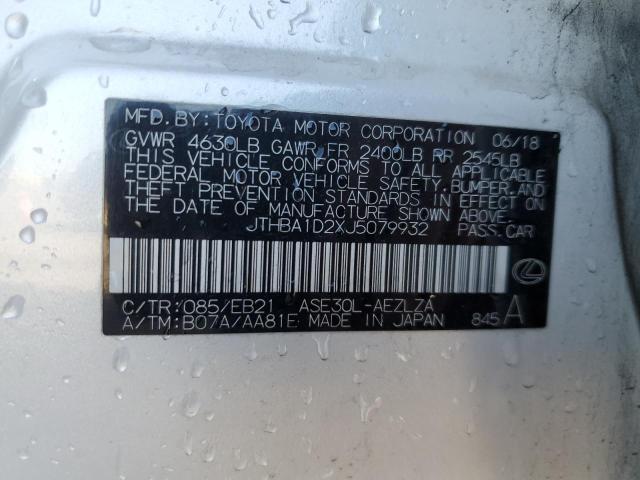 MFD. BY: TOYOTA MOTOR CORPORATION 06/18
GVWR 4630LB GAWR FR 2400LB RR 2545LB
THIS VEHICLE CONFORMS TO ALL APPLICABLE
FEDERAL MOTOR VEHICLE SAFETY, BUMPER, AND
THEFT PREVENTION STANDARDS IN EFFECT ON
THE DATE OF MANUFACTURE SHOWN ABOVE.
JTHBA1D2XJ5079932 PASS. CAR
C/TR: 085/EB21 ASE30L-AEZLZA
A/TM: B07A/AA81E MADE IN JAPAN 845 A